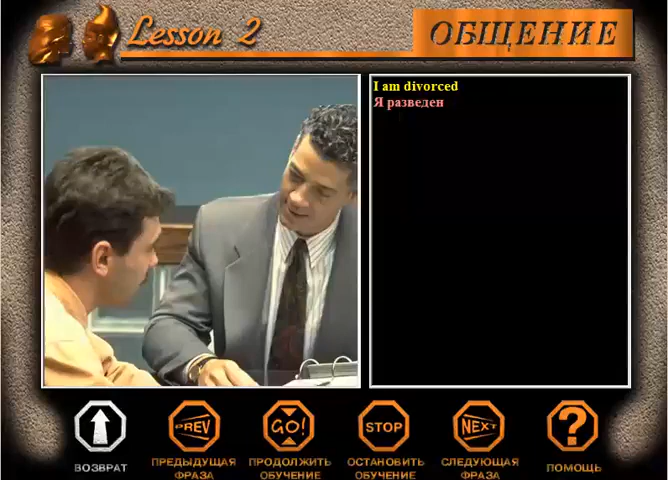 Lesson 2
ОБЩЕНИЕ
I am divorced
Я разведен
PREV
GO!
STOP
NEXT
?
ВОЗВРАТ
ПРЕДЫДУЩАЯ ФРАЗА
ПРОДОЛЖИТЬ ОБУЧЕНИЕ
ОСТАНОВИТЬ ОБУЧЕНИЕ
СЛЕДУЮЩАЯ ФРАЗА
ПОМОЩЬ